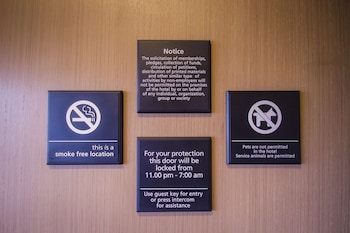 Notice
The solicitation of memberships,
pledges, collection of funds,
circulation of petitions,
distribution of printed materials
and other similar type of
activities by non-employees will
not be permitted on the premises
of the hotel by or on behalf
of any individual, organization,
group or society
this is a
smoke free location
Pets are not permitted
in the hotel
Service animals are permitted
For your protection
this door will be
locked from
11.00 pm - 7:00 am
Use guest key for entry
or press intercom
for assistance